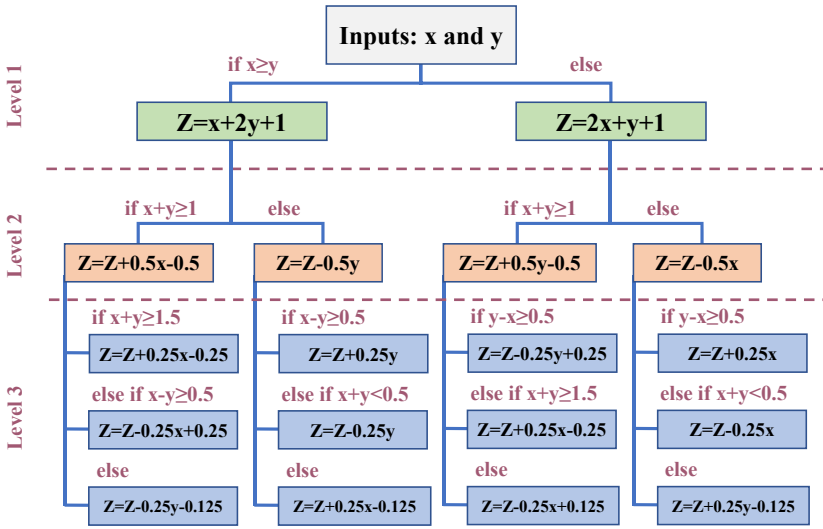 Inputs: x and y
Level 1
if x≥y
else
Z=x+2y+1
Z=2x+y+1
Level 2
if x+y≥1
else
if x+y≥1
else
Z=Z+0.5x-0.5
Z=Z-0.5y
Z=Z+0.5y-0.5
Z=Z-0.5x
Level 3
if x+y≥1.5
if x-y≥0.5
if y-x≥0.5
if y-x≥0.5
Z=Z+0.25x-0.25
Z=Z+0.25y
Z=Z-0.25y+0.25
Z=Z+0.25x
else if x-y≥0.5
else if x+y<0.5
else if x+y≥1.5
else if x+y<0.5
Z=Z-0.25x+0.25
Z=Z-0.25y
Z=Z+0.25x-0.25
Z=Z-0.25x
else
else
else
else
Z=Z-0.25y-0.125
Z=Z+0.25x-0.125
Z=Z-0.25x+0.125
Z=Z+0.25y-0.125